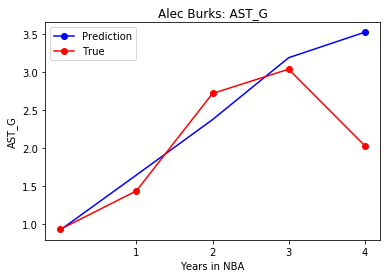 Alec Burks: AST_G
Prediction
True
3.5
3.0
2.5
2.0
1.5
1.0
AST_G
1 2 3 4
Years in NBA